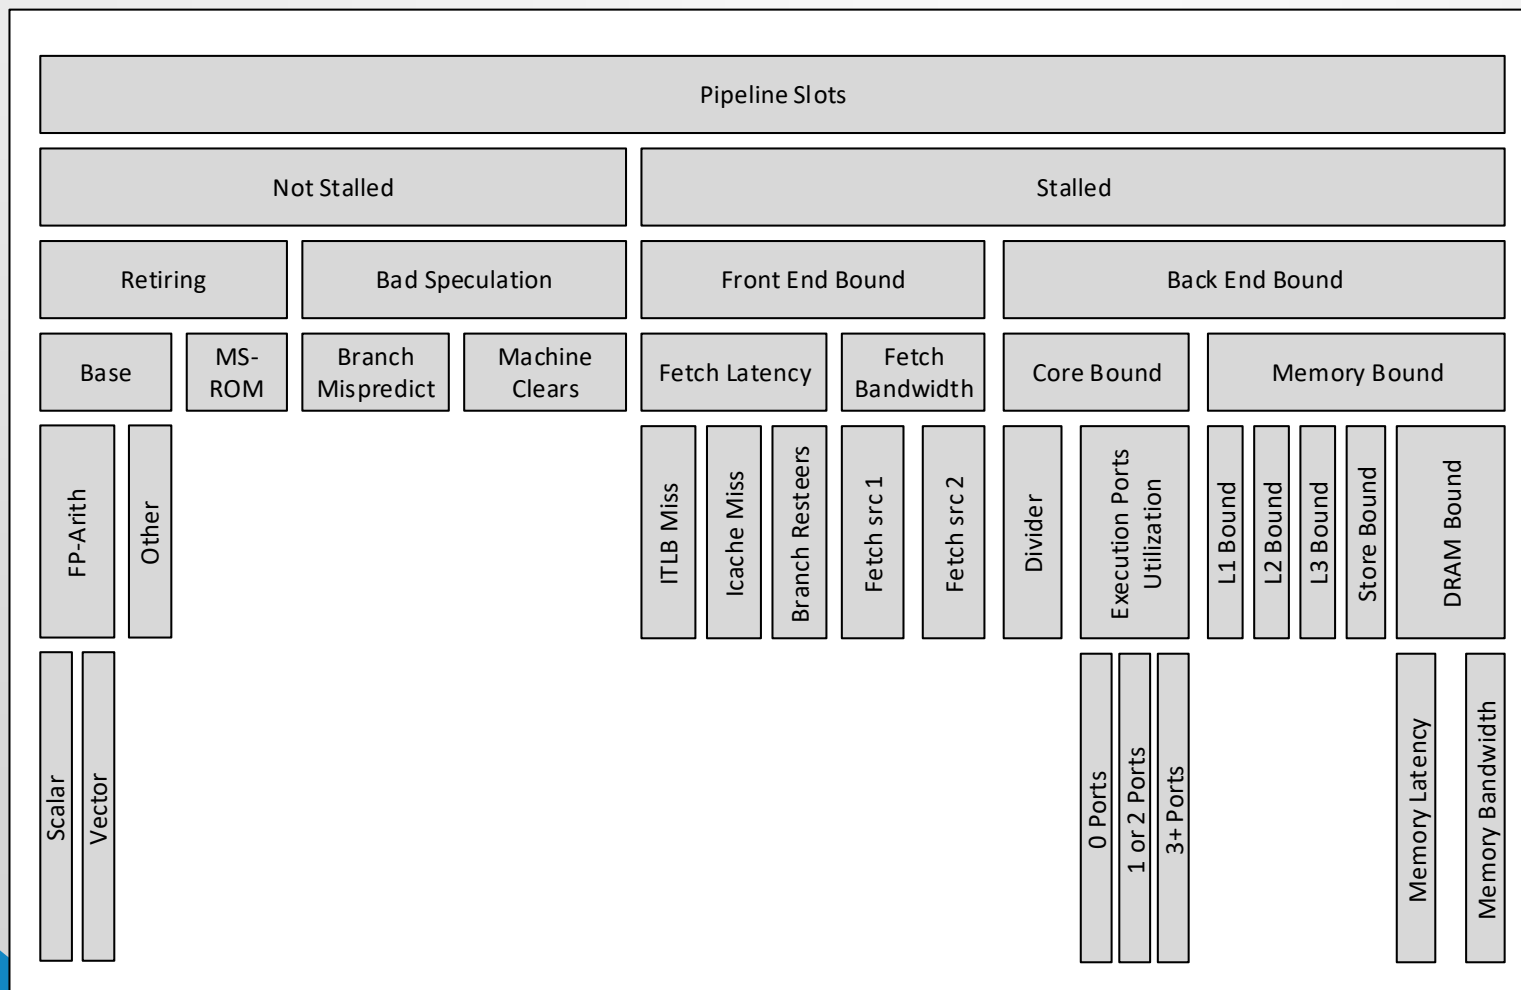 Pipeline Slots
Not Stalled
Stalled
Retiring
Bad Speculation
Front End Bound
Back End Bound
Base
MS-
ROM
Branch
Mispredict
Machine
Clears
Fetch Latency
Fetch
Bandwidth
Core Bound
Memory Bound
FP-Arith
Other
ITLB Miss
Icache Miss
Branch Resteers
Fetch src 1
Fetch src 2
Divider
Execution Ports
Utilization
L1 Bound
L2 Bound
L3 Bound
Store Bound
DRAM Bound
Scalar
Vector
0 Ports
1 or 2 Ports
3+ Ports
Memory Latency
Memory Bandwidth